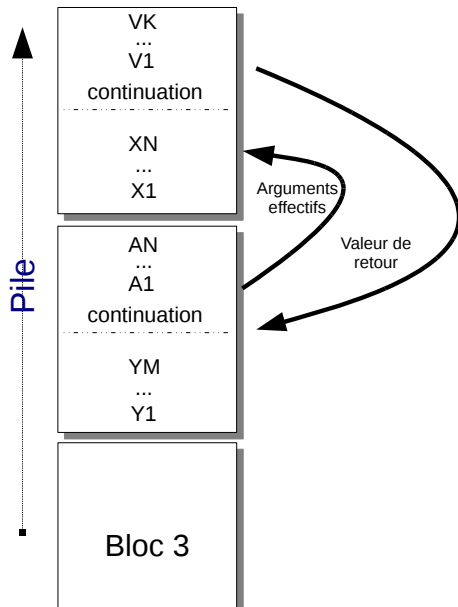 VK
...
V1
continuation
XN
...
X1
Arguments
effectifs
Valeur de
retour
AN
...
A1
continuation
YM
...
Y1
Pile
Bloc 3